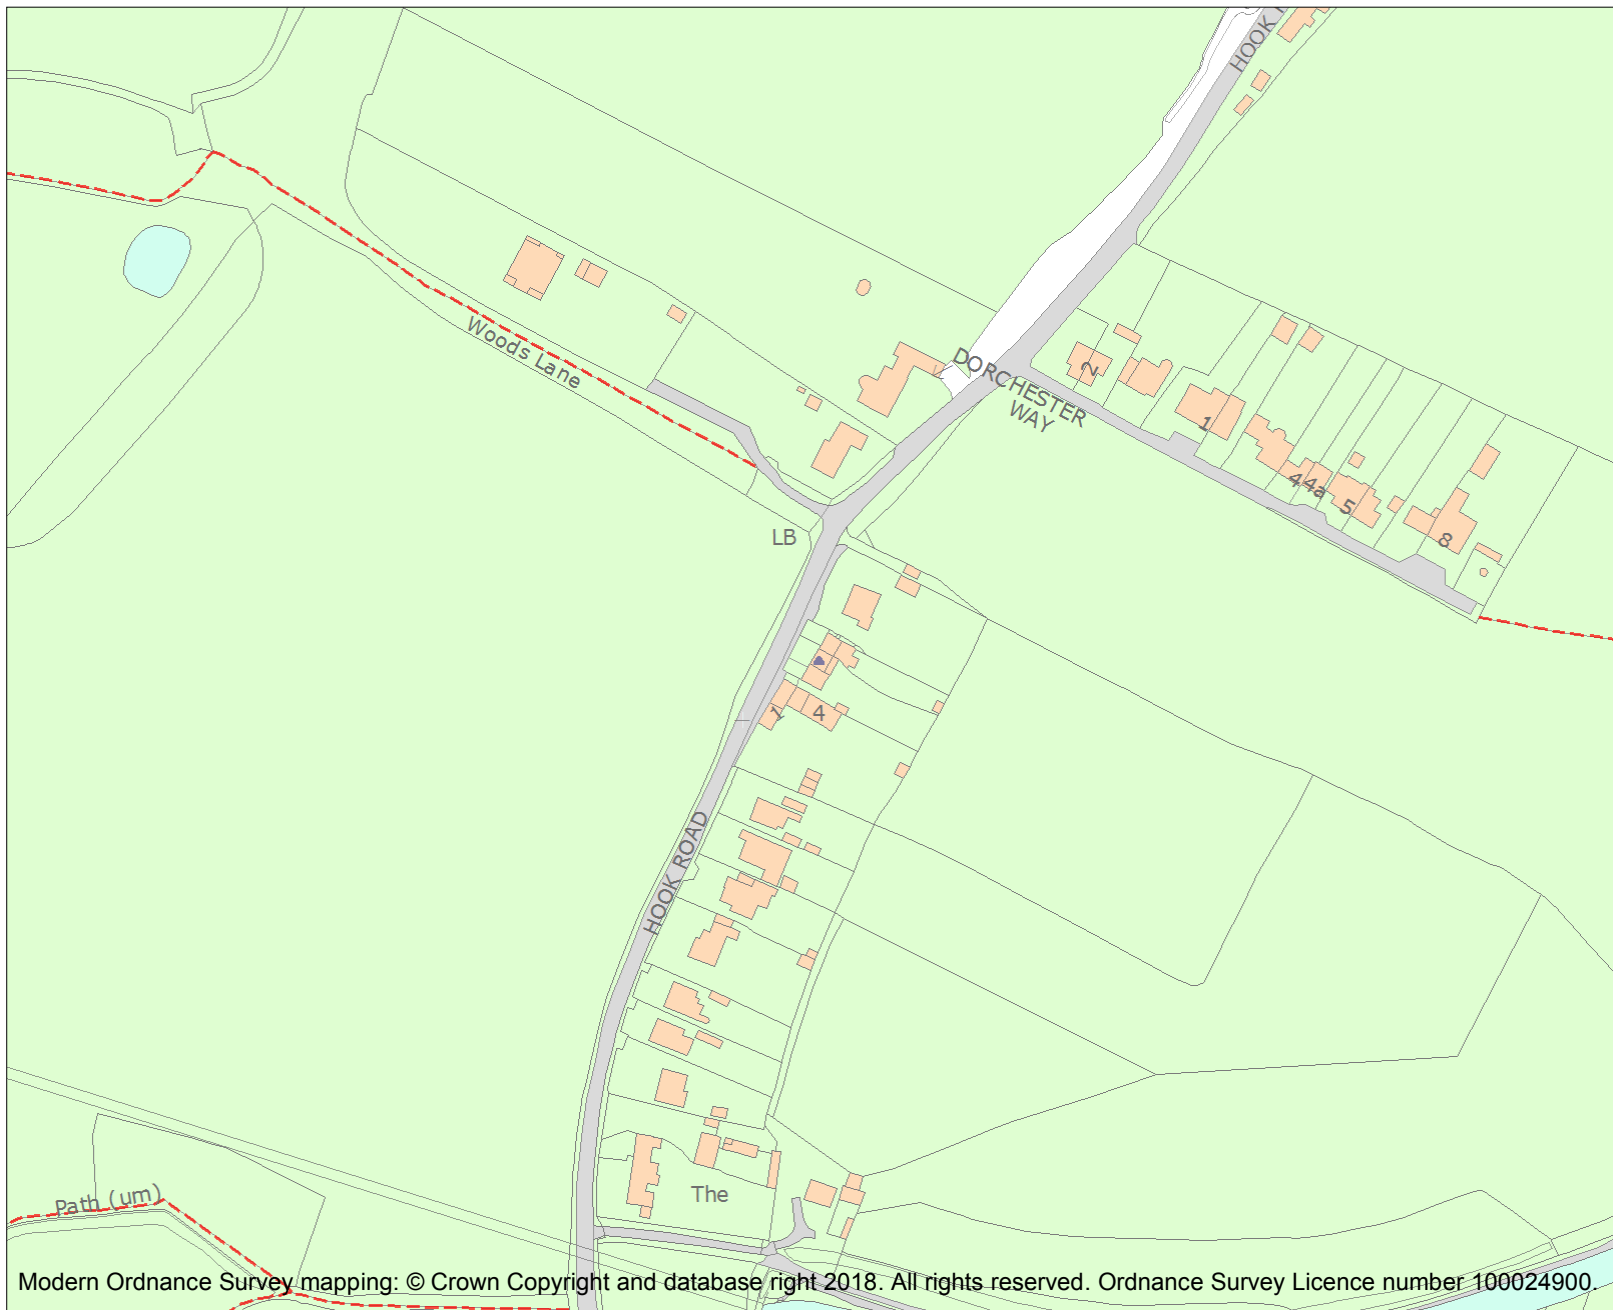 HOOK
Woods Lane
DORCHESTER
WAY
2
1
4
4a
5
8
LB
1
4
HOOK ROAD
Path (um)
The
Modern Ordnance Survey mapping: © Crown Copyright and database right 2018. All rights reserved. Ordnance Survey Licence number 100024900.